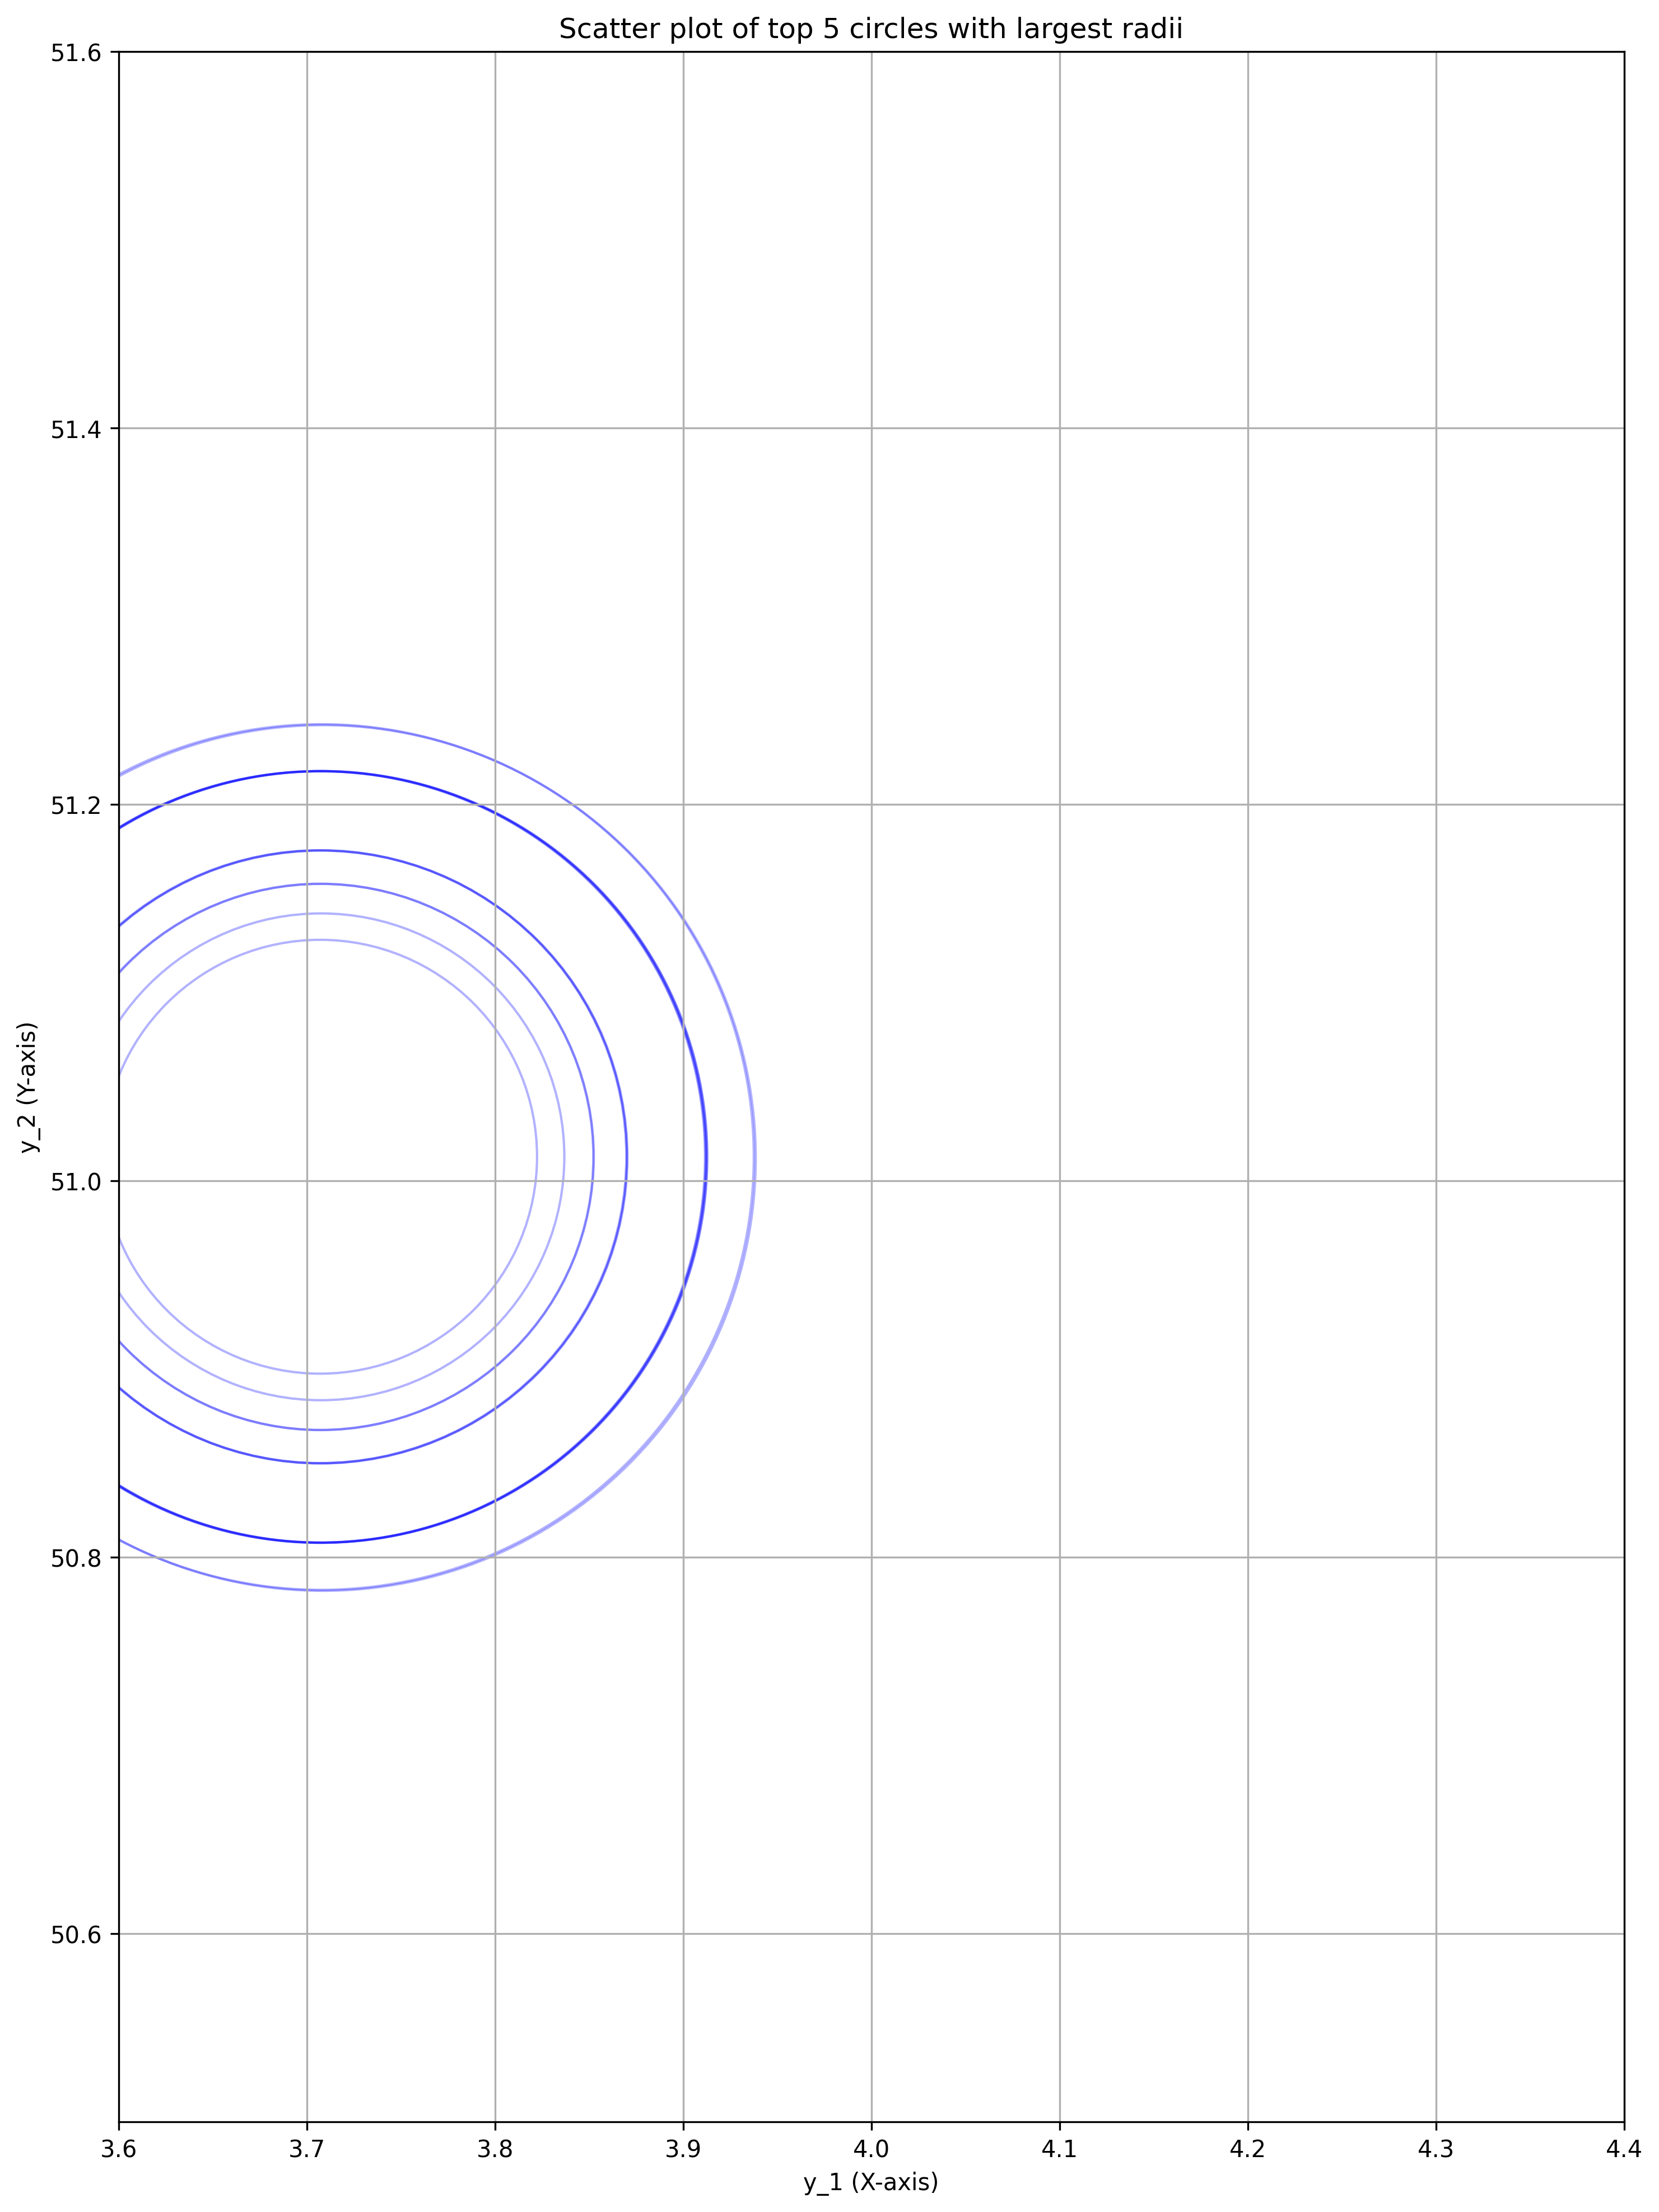 Scatter plot of top 5 circles with largest radii
51.6
51.4
51.2
51.0
50.8
50.6
y_2 (Y-axis)
3.6 3.7 3.8 3.9 4.0 4.1 4.2 4.3 4.4
y_1 (X-axis)